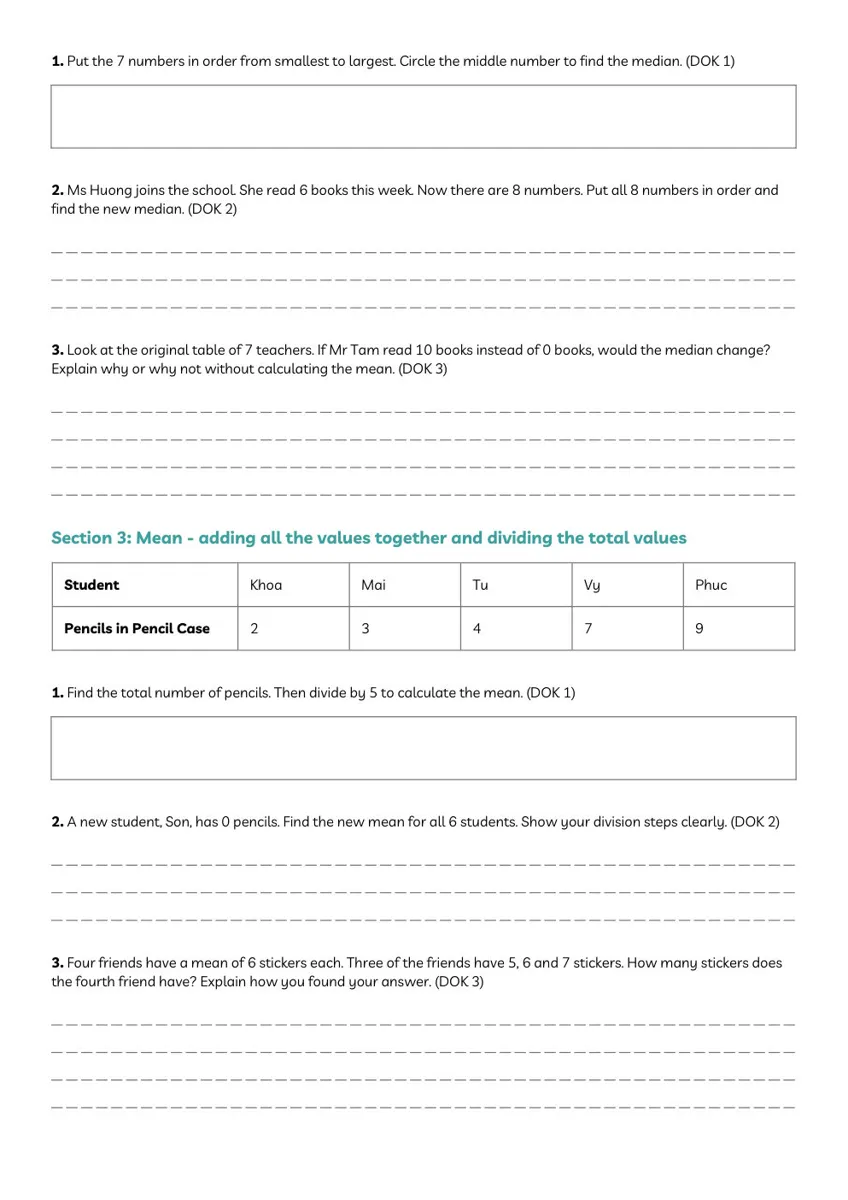 1. Put the 7 numbers in order from smallest to largest. Circle the middle number to find the median. (DOK 1)
2. Ms Huong joins the school. She read 6 books this week. Now there are 8 numbers. Put all 8 numbers in order and
find the new median. (DOK 2)
3. Look at the original table of 7 teachers. If Mr Tam read 10 books instead of 0 books, would the median change?
Explain why or why not without calculating the mean. (DOK 3)
Section 3: Mean - adding all the values together and dividing the total values
Student Khoa Mai Tu Vy Phuc
Pencils in Pencil Case 2 3 4 7 9
1. Find the total number of pencils. Then divide by 5 to calculate the mean. (DOK 1)
2. A new student, Son, has 0 pencils. Find the new mean for all 6 students. Show your division steps clearly. (DOK 2)
3. Four friends have a mean of 6 stickers each. Three of the friends have 5, 6 and 7 stickers. How many stickers does
the fourth friend have? Explain how you found your answer. (DOK 3)